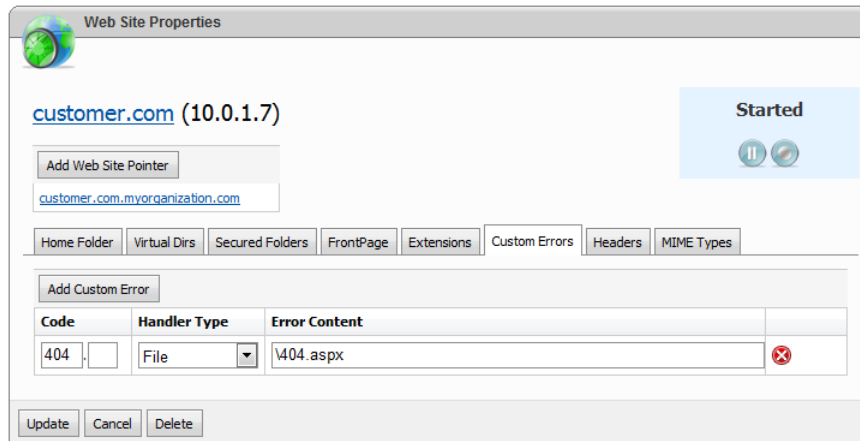 Web Site Properties
customer.com (10.0.1.7)
Started
Add Web Site Pointer
customer.com.myorganization.com
Home Folder Virtual Dirs Secured Folders FrontPage Extensions Custom Errors Headers MIME Types
Add Custom Error
Code Handler Type Error Content
404 . File \404.aspx
Update Cancel Delete